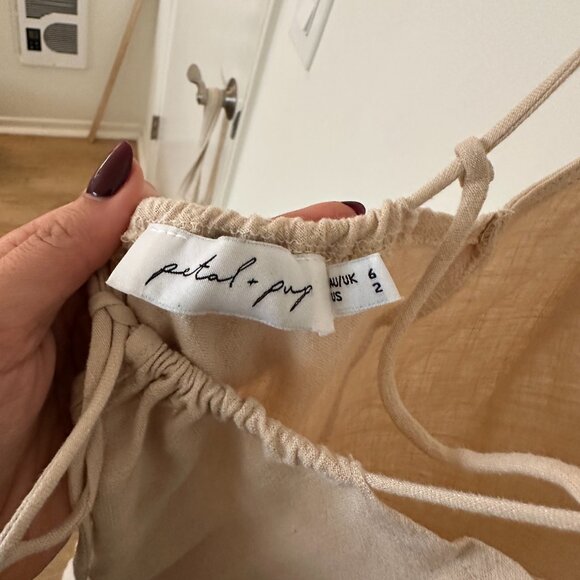 petal + pup
AU/UK 6
US 2